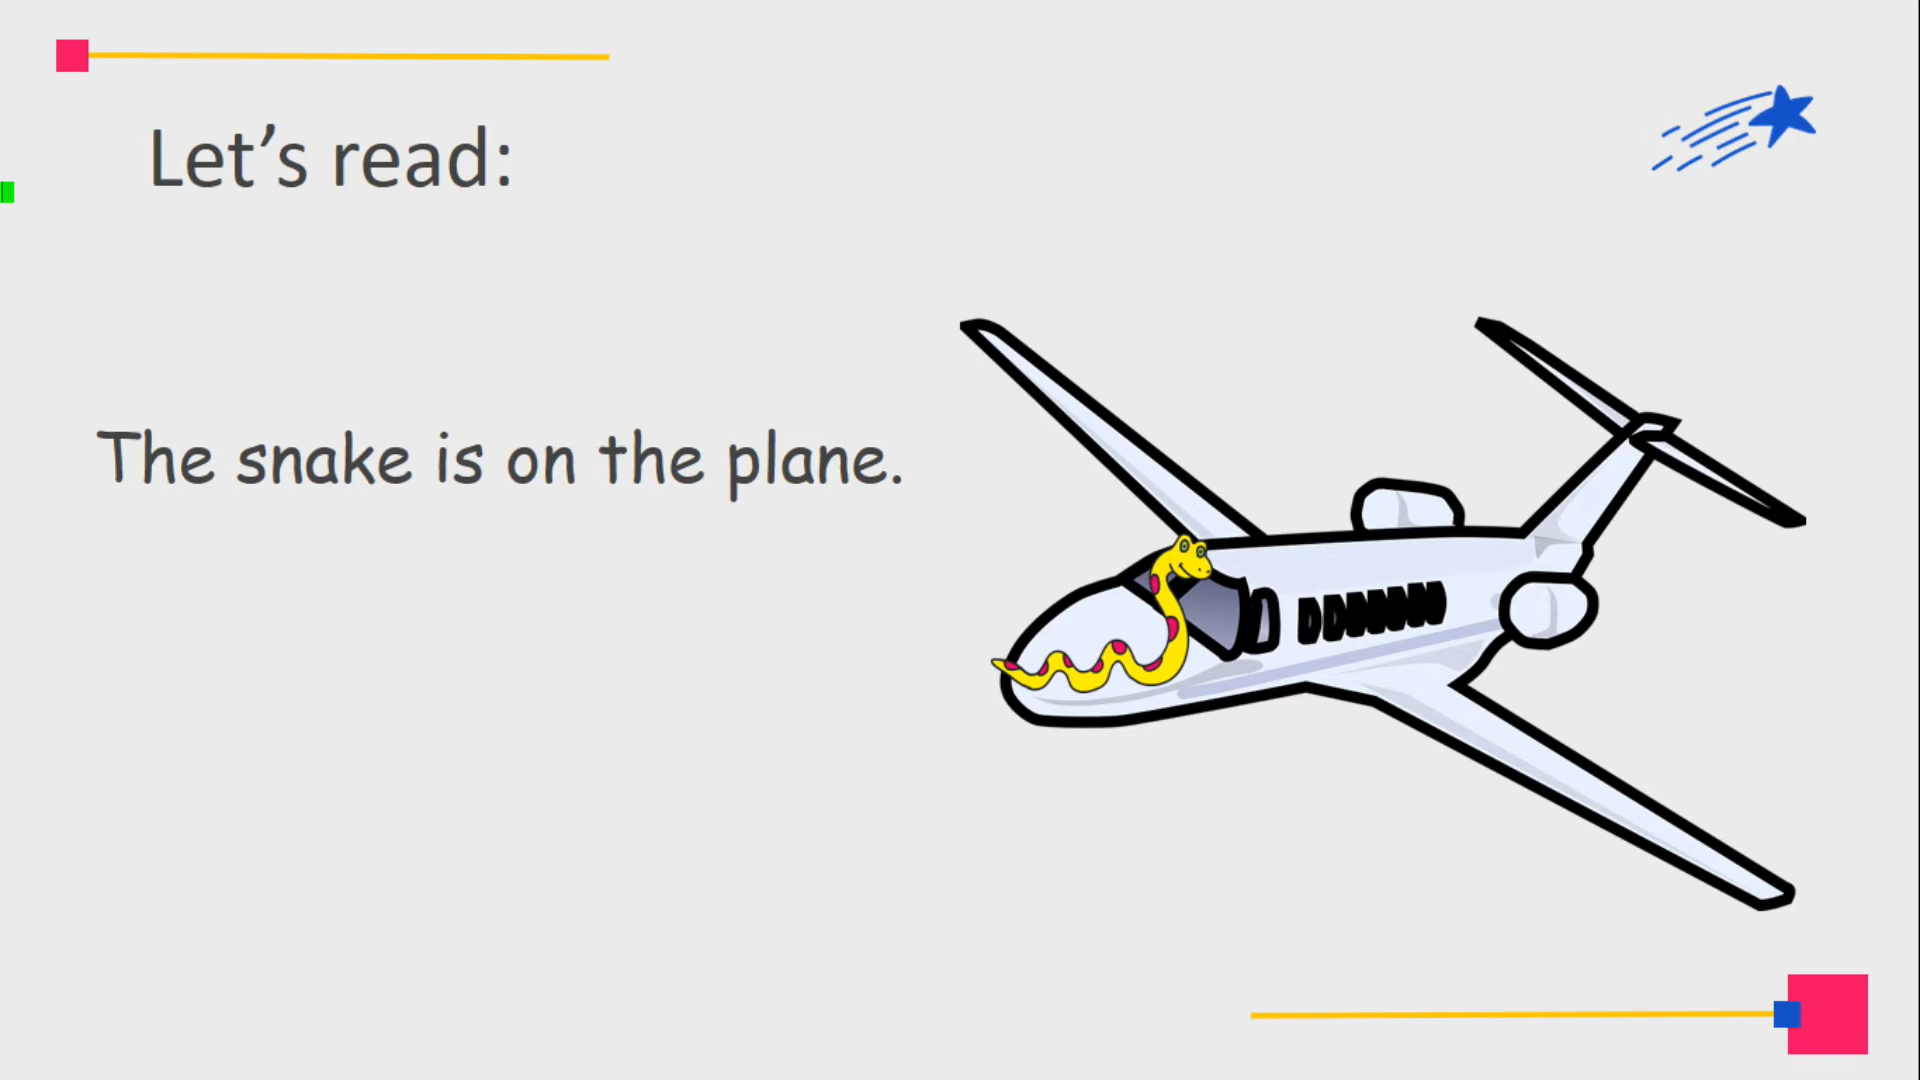 Let’s read:
The snake is on the plane.